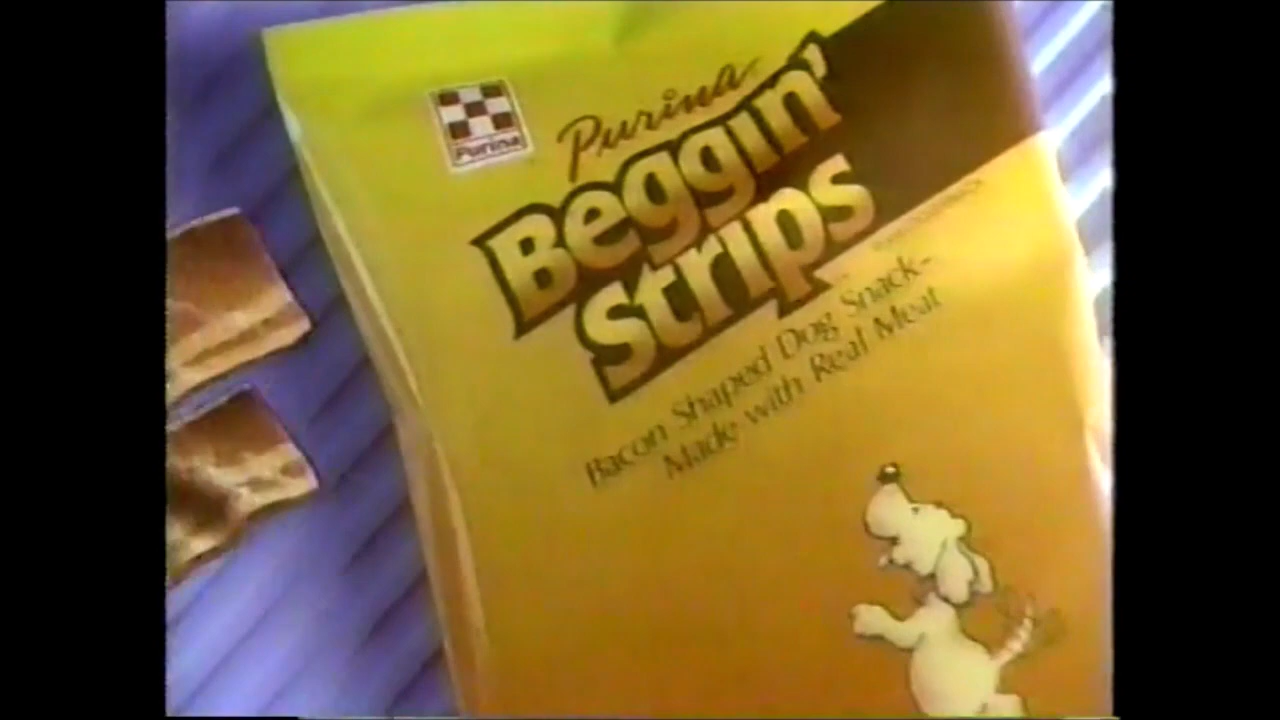 Purina
Purina
Beggin'
Strips
Bacon Shaped Dog Snack-
Made with Real Meat